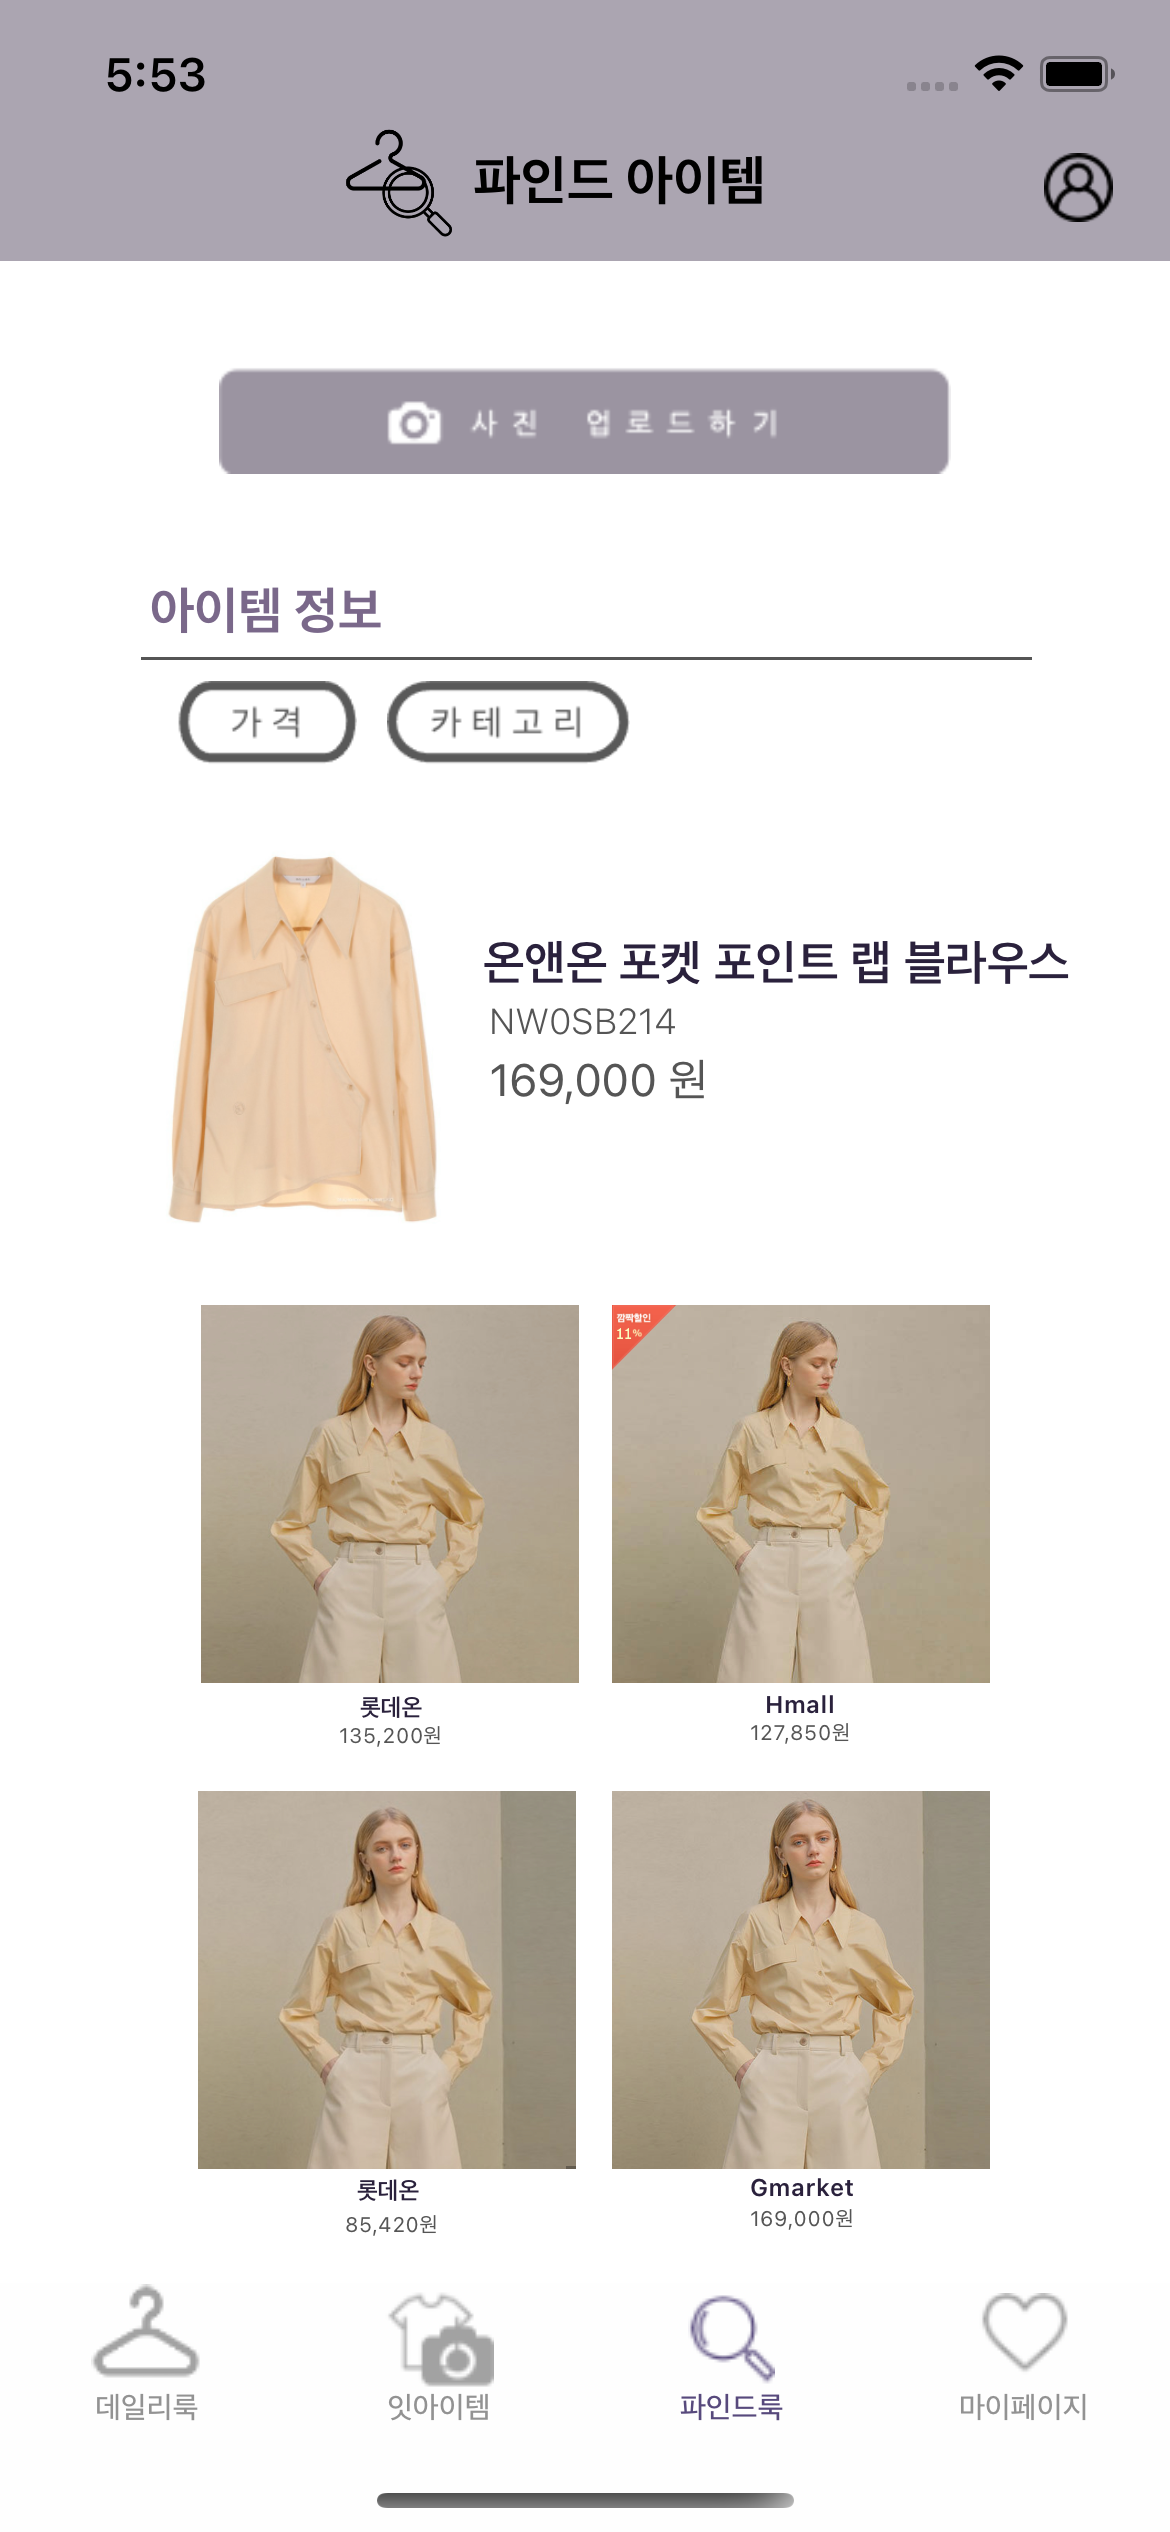 5:53
파인드 아이템
사진 업로드하기
아이템 정보
가격 카테고리
온앤온 포켓 포인트 랩 블라우스
NW0SB214
169,000 원
깜짝할인
11%
롯데온
135,200원
Hmall
127,850원
롯데온
85,420원
Gmarket
169,000원
데일리룩 잇아이템 파인드룩 마이페이지